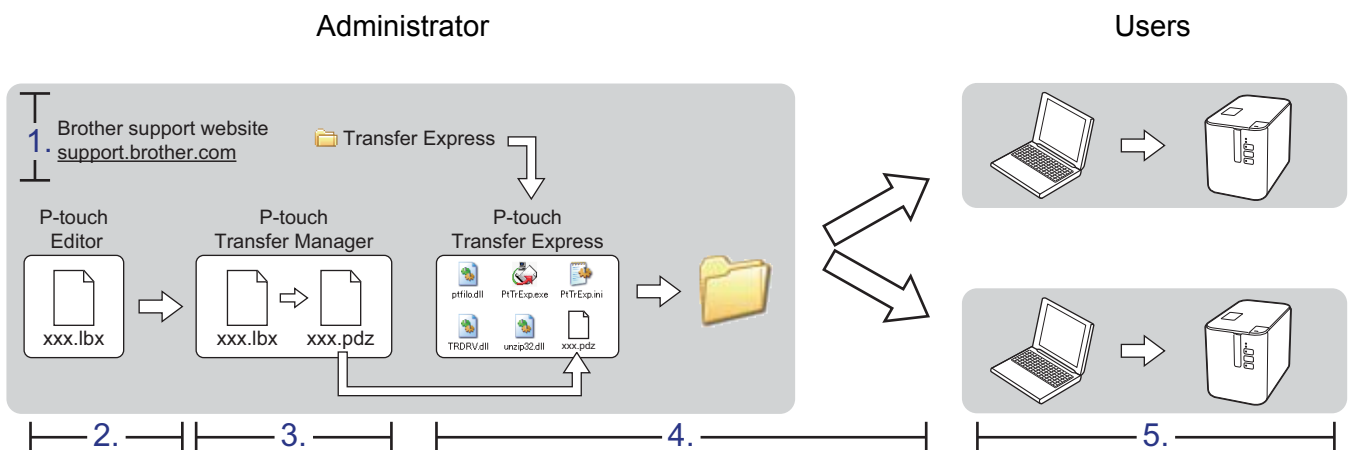 Administrator
Users
1.
Brother support website
support.brother.com
Transfer Express
P-touch
Editor
xxx.lbx
P-touch
Transfer Manager
xxx.lbx
xxx.pdz
P-touch
Transfer Express
ptfilo.dll
PtTrExp.exe
PtTrExp.ini
TRDRV.dll
unzip32.dll
xxx.pdz
2.
3.
4.
5.